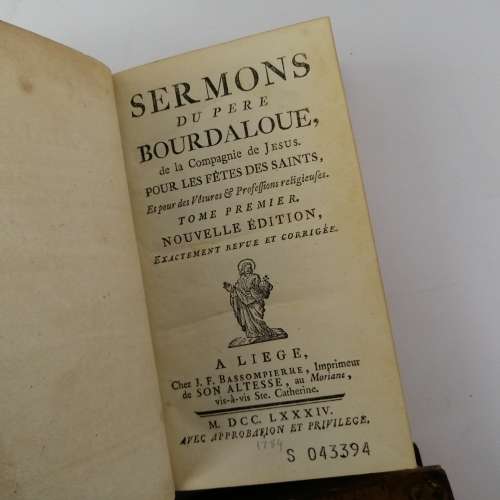 SERMONS
DU PERE
BOURDALOUE,
de la Compagnie de JESUS.
POUR LES FÊTES DES SAINTS,
Et pour des Vêtures & Professions religieuses.
TOME PREMIER.
NOUVELLE ÉDITION,
EXACTEMENT REVUE ET CORRIGÉE.
A LIEGE,
Chez J. F. BASSOMPIERRE, Imprimeur
de SON ALTESSE, au Moriane,
vis-à-vis Ste. Catherine.
M. DCC. LXXXIV.
AVEC APPROBATION ET PRIVILEGE.
1784
S 043394